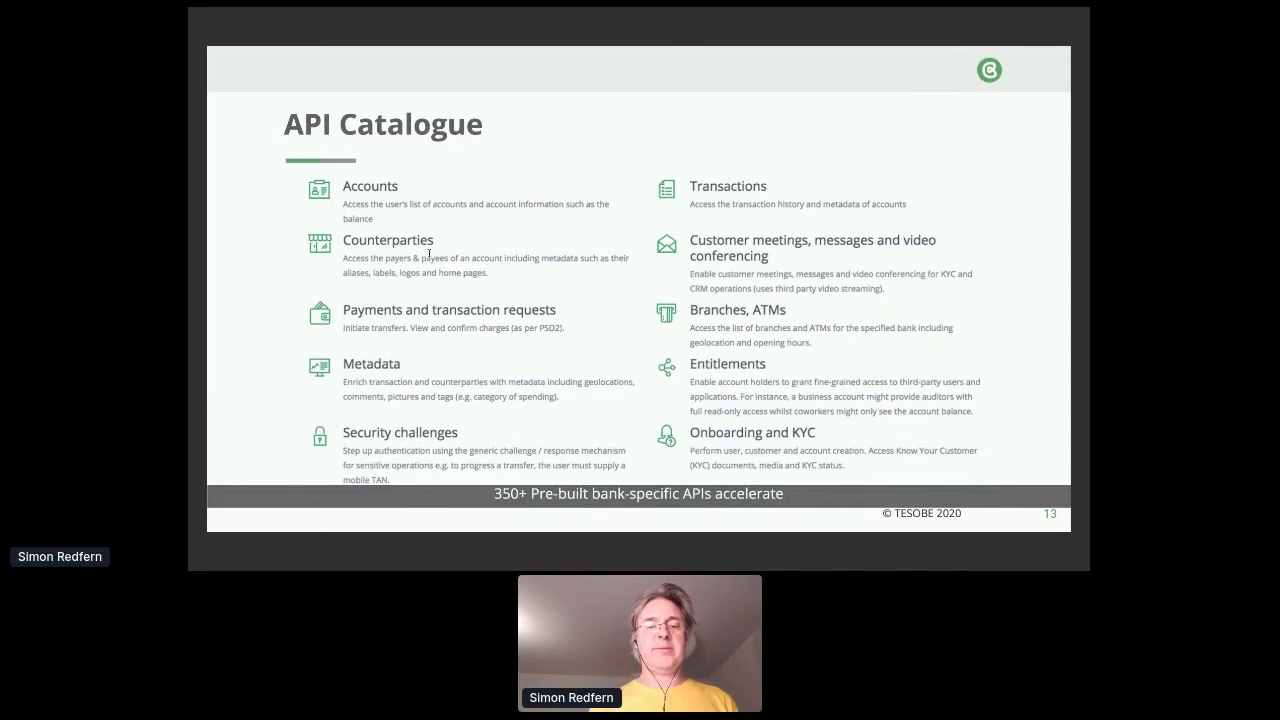 API Catalogue
Accounts
Access the user's list of accounts and account information such as the
balance
Counterparties
Access the payers & payees of an account including metadata such as their
aliases, labels, logos and home pages.
Payments and transaction requests
Initiate transfers. View and confirm charges (as per PSD2).
Metadata
Enrich transaction and counterparties with metadata including geolocations,
comments, pictures and tags (e.g. category of spending).
Security challenges
Step up authentication using the generic challenge / response mechanism
for sensitive operations e.g. to progress a transfer, the user must supply a
mobile TAN.
Transactions
Access the transaction history and metadata of accounts
Customer meetings, messages and video
conferencing
Enable customer meetings, messages and video conferencing for KYC and
CRM operations (uses third party video streaming).
Branches, ATMs
Access the list of branches and ATMs for the specified bank including
geolocation and opening hours.
Entitlements
Enable account holders to grant fine-grained access to third-party users and
applications. For instance, a business account might provide auditors with
full read-only access whilst coworkers might only see the account balance.
Onboarding and KYC
Perform user, customer and account creation. Access Know Your Customer
(KYC) documents, media and KYC status.
350+ Pre-built bank-specific APIs accelerate
© TESOBE 2020
13
Simon Redfern
Simon Redfern